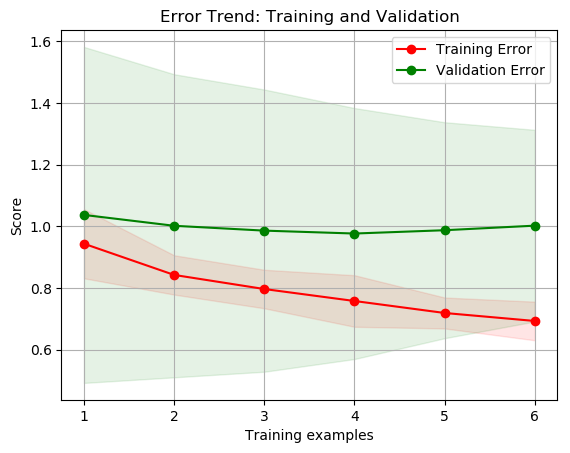 Error Trend: Training and Validation
Training Error
Validation Error
Score
1.6
1.4
1.2
1.0
0.8
0.6
1 2 3 4 5 6
Training examples